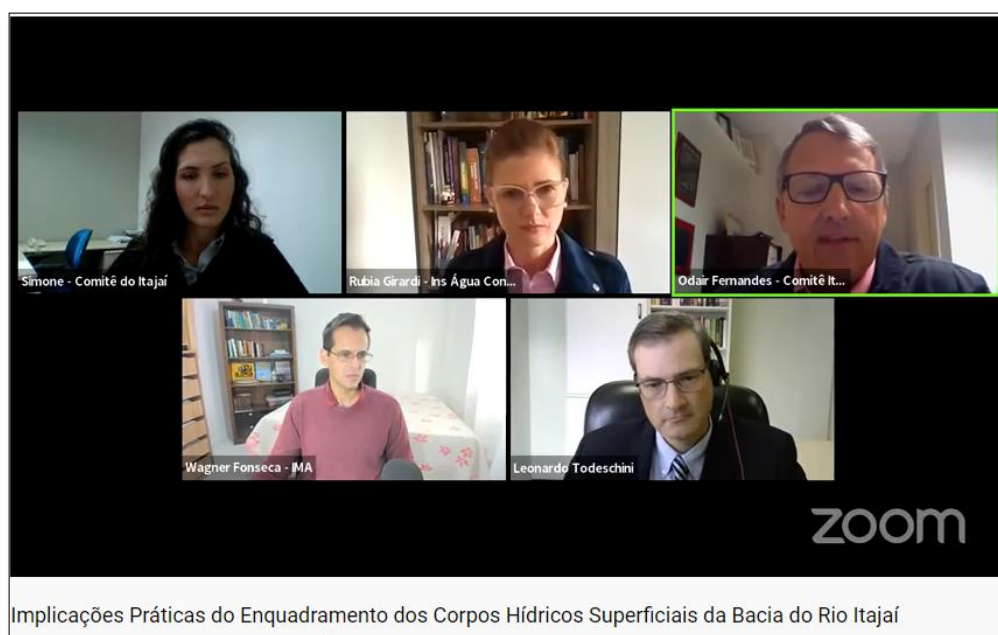 Simone - Comitê do Itajaí
Rubia Girardi - Ins Água Con...
Odair Fernandes - Comitê It...
Wagner Fonseca - IMA
Leonardo Todeschini
zoom
Implicações Práticas do Enquadramento dos Corpos Hídricos Superficiais da Bacia do Rio Itajaí